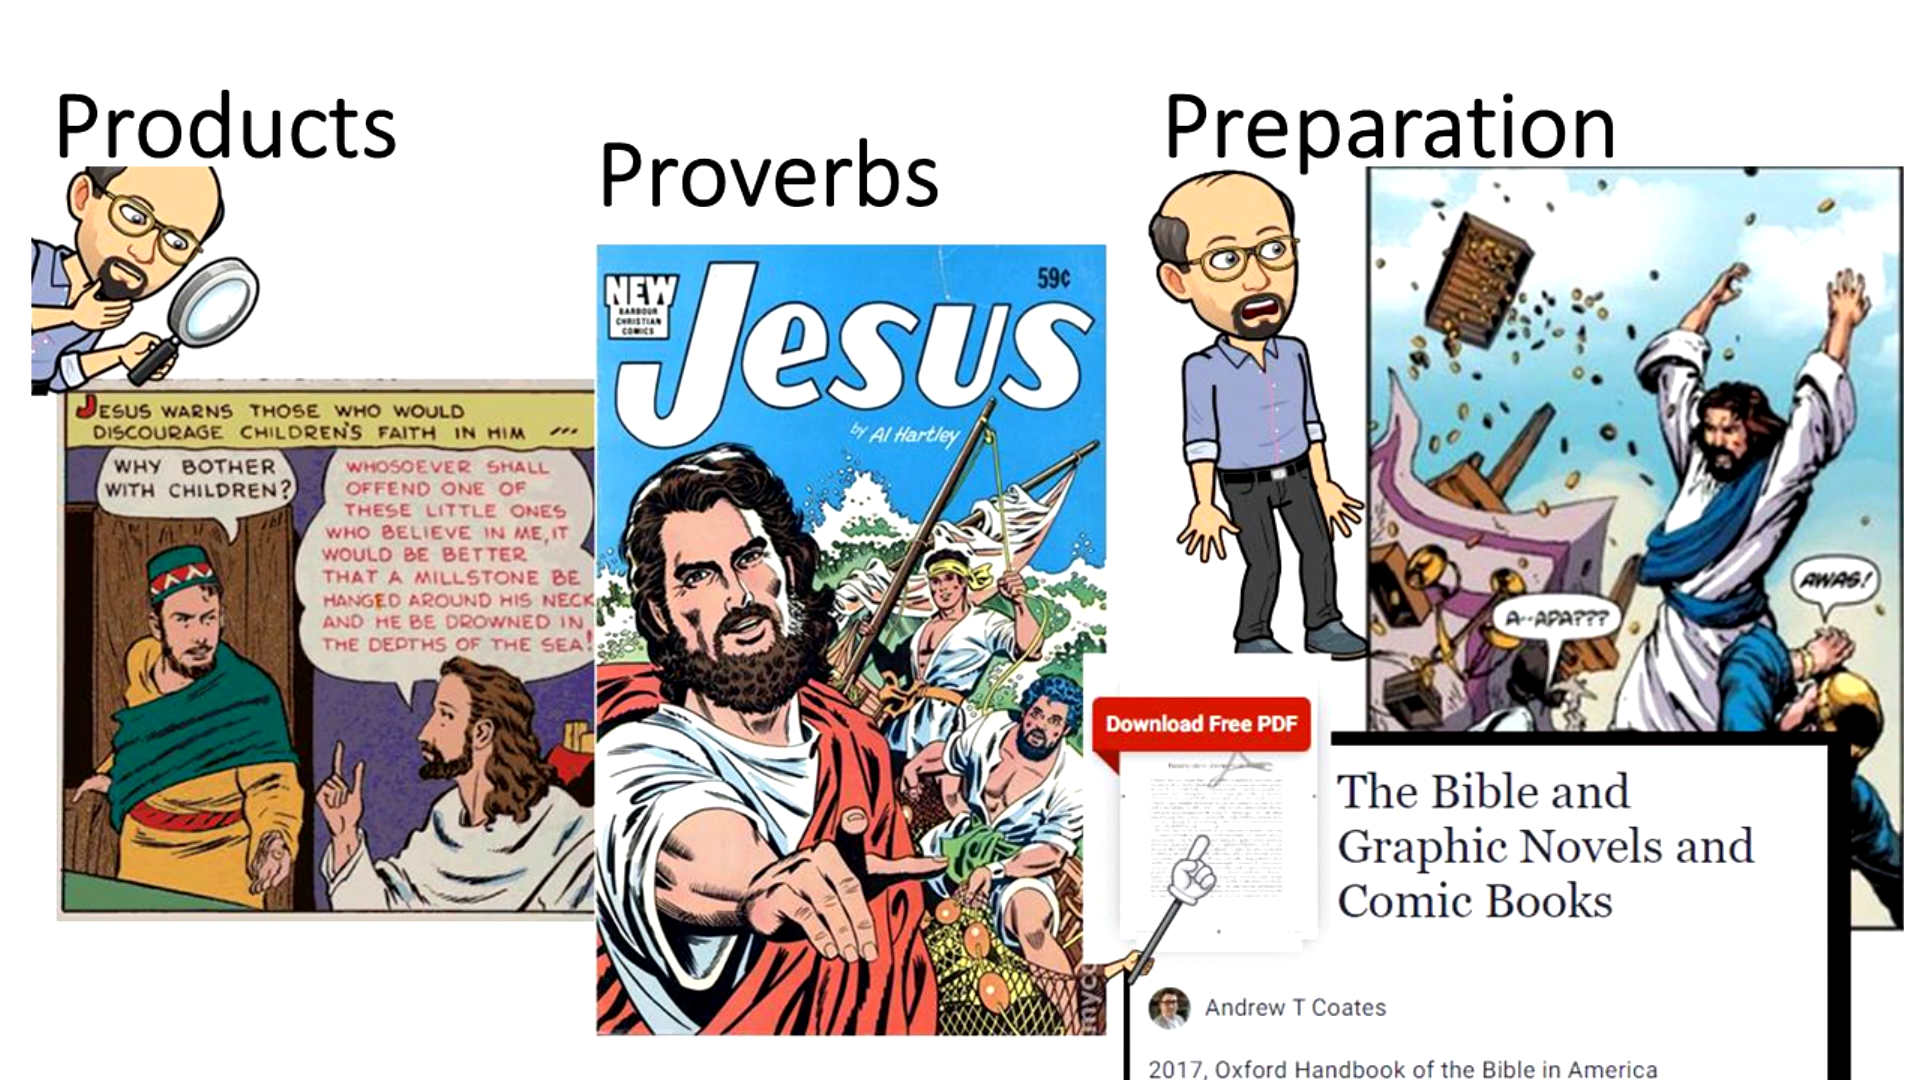 Products
Proverbs
Preparation
JESUS WARNS THOSE WHO WOULD
DISCOURAGE CHILDREN'S FAITH IN HIM ---
WHY BOTHER
WITH CHILDREN?
WHOSOEVER SHALL
OFFEND ONE OF
THESE LITTLE ONES
WHO BELIEVE IN ME, IT
WOULD BE BETTER
THAT A MILLSTONE BE
HANGED AROUND HIS NECK
AND HE BE DROWNED IN
THE DEPTHS OF THE SEA!
NEW
BARBOUR
CHRISTIAN
COMICS
59¢
Jesus
by Al Hartley
AWAS!
A--APA???
Download Free PDF
The Bible and
Graphic Novels and
Comic Books
Andrew T Coates
2017, Oxford Handbook of the Bible in America